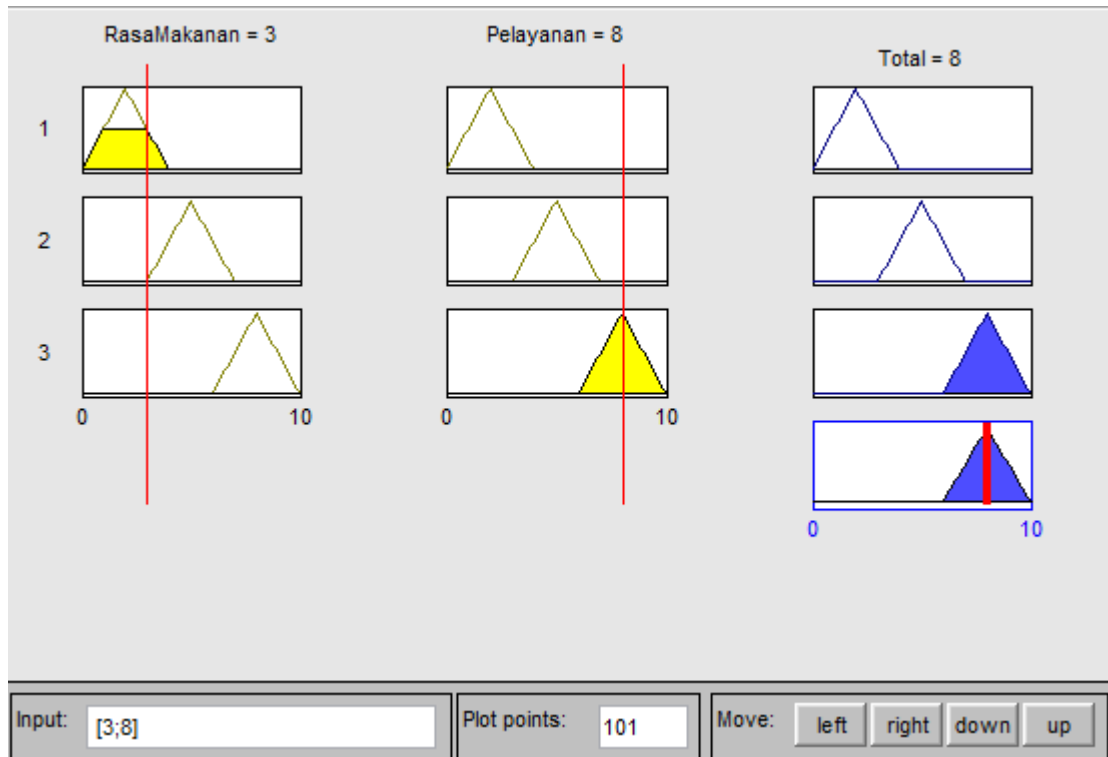 RasaMakanan = 3
Pelayanan = 8
Total = 8
1
2
3
0 10
0 10
0 10
Input: [3;8]
Plot points: 101
Move: left right down up